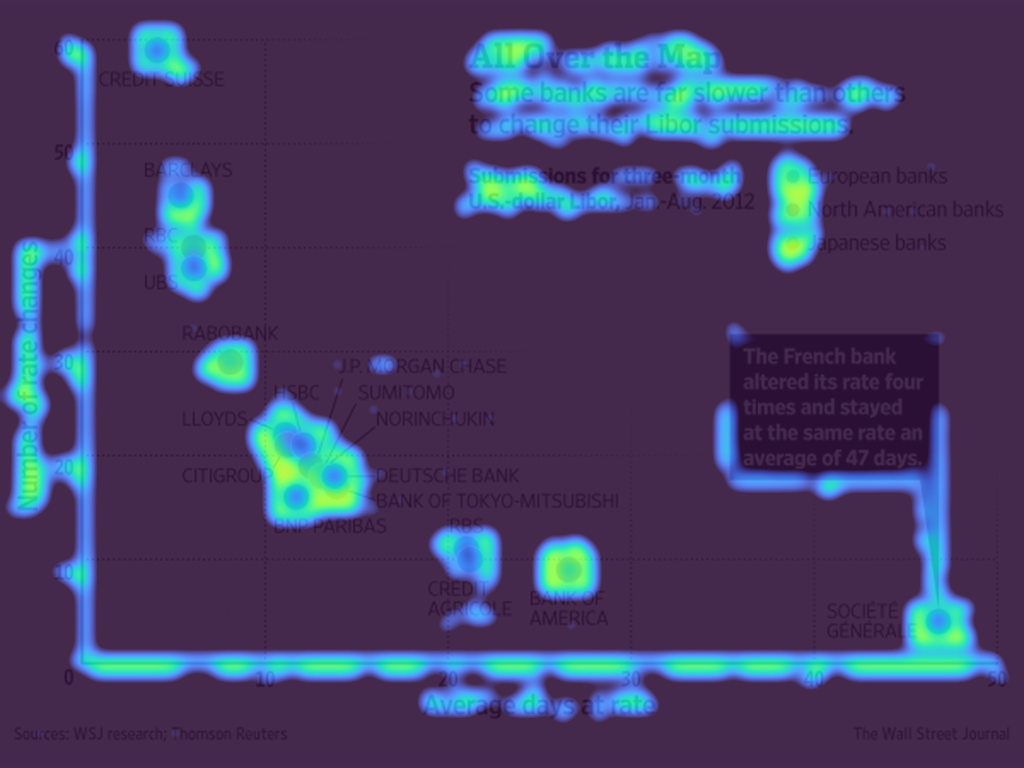 All Over the Map
Some banks are far slower than others
to change their Libor submissions.
Submissions for three-month
U.S.-dollar Libor, Jan.-Aug. 2012
European banks
North American banks
Japanese banks
60
50
40
30
20
10
0
Number of rate changes
CREDIT SUISSE
BARCLAYS
RBC
UBS
RABOBANK
J.P. MORGAN CHASE
HSBC
SUMITOMO
LLOYDS
NORINCHUKIN
CITIGROUP
DEUTSCHE BANK
BANK OF TOKYO-MITSUBISHI
BNP PARIBAS
RBS
CREDIT
AGRICOLE
BANK OF
AMERICA
The French bank
altered its rate four
times and stayed
at the same rate an
average of 47 days.
SOCIÉTÉ
GÉNÉRALE
10
20
30
40
50
Average days at rate
Sources: WSJ research; Thomson Reuters
The Wall Street Journal